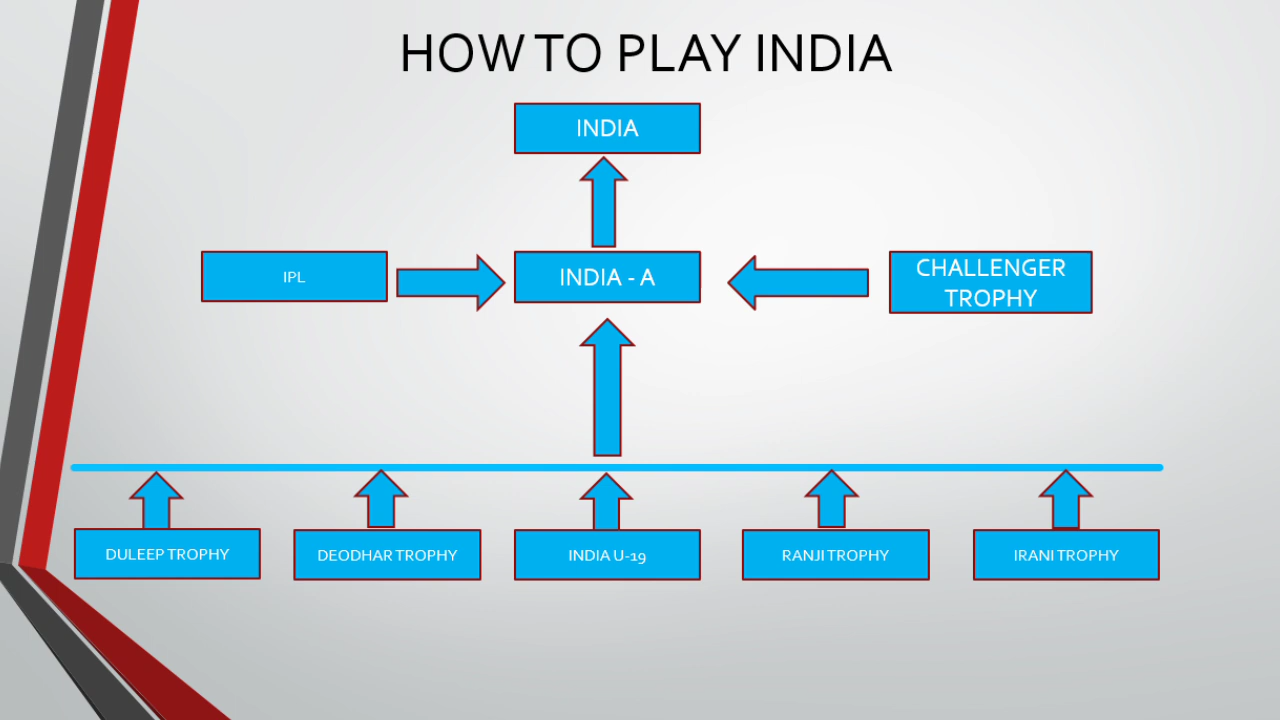 HOW TO PLAY INDIA
INDIA
IPL
INDIA - A
CHALLENGER
TROPHY
DULEEP TROPHY
DEODHAR TROPHY
INDIA U-19
RANJI TROPHY
IRANI TROPHY